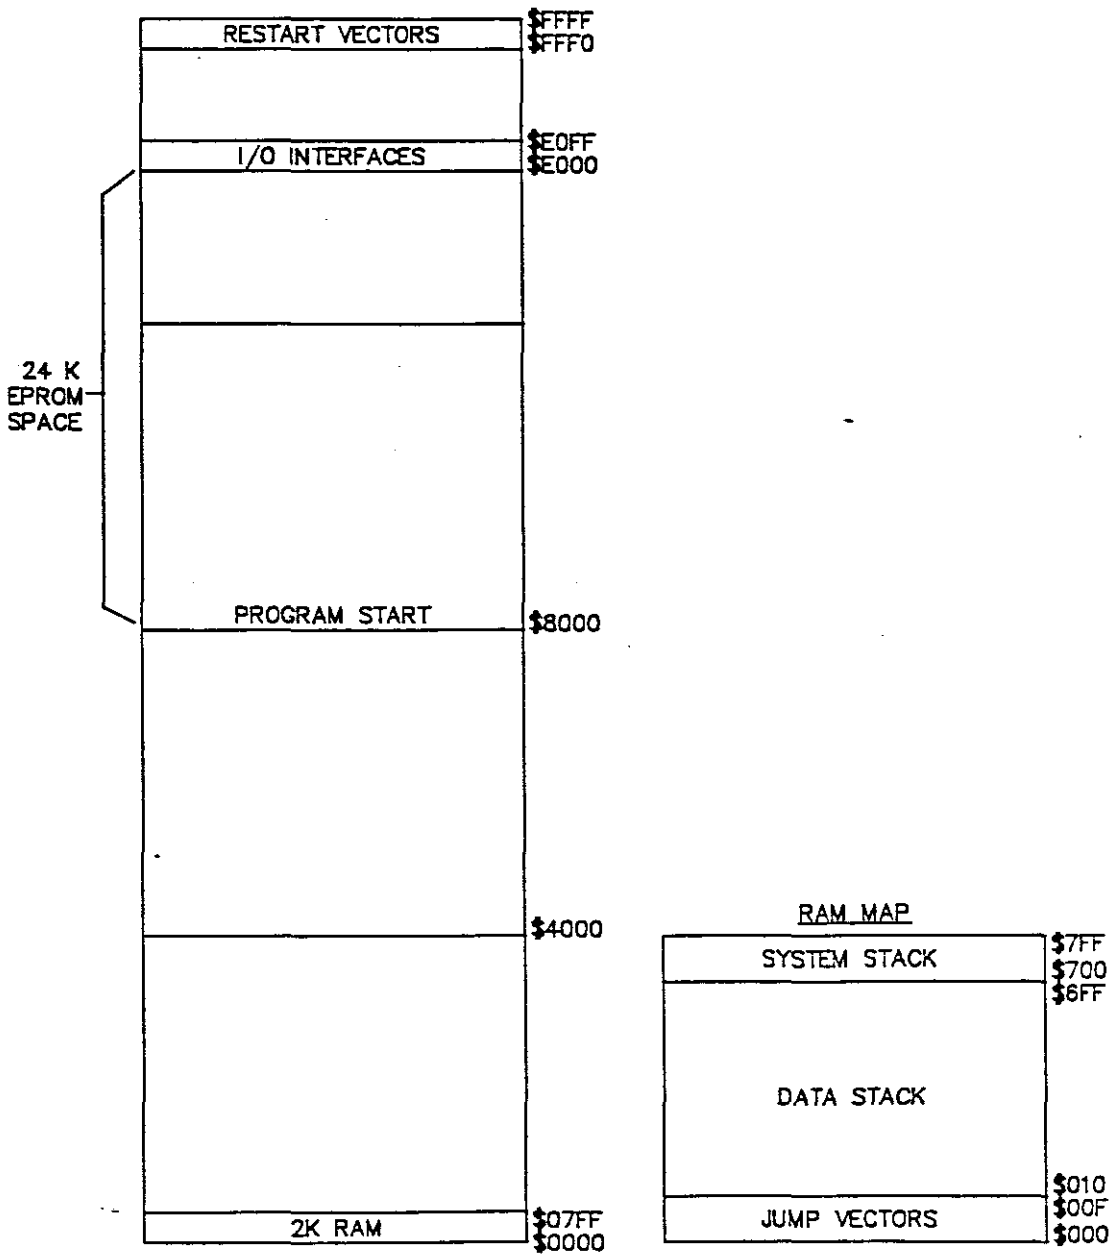 $FFFF
RESTART VECTORS
$FFF0
$E0FF
I/O INTERFACES
$E000
24 K
EPROM
SPACE
PROGRAM START
$8000
$4000
$07FF
2K RAM
$0000
RAM MAP
$7FF
SYSTEM STACK
$700
$6FF
DATA STACK
$010
$00F
JUMP VECTORS
$000